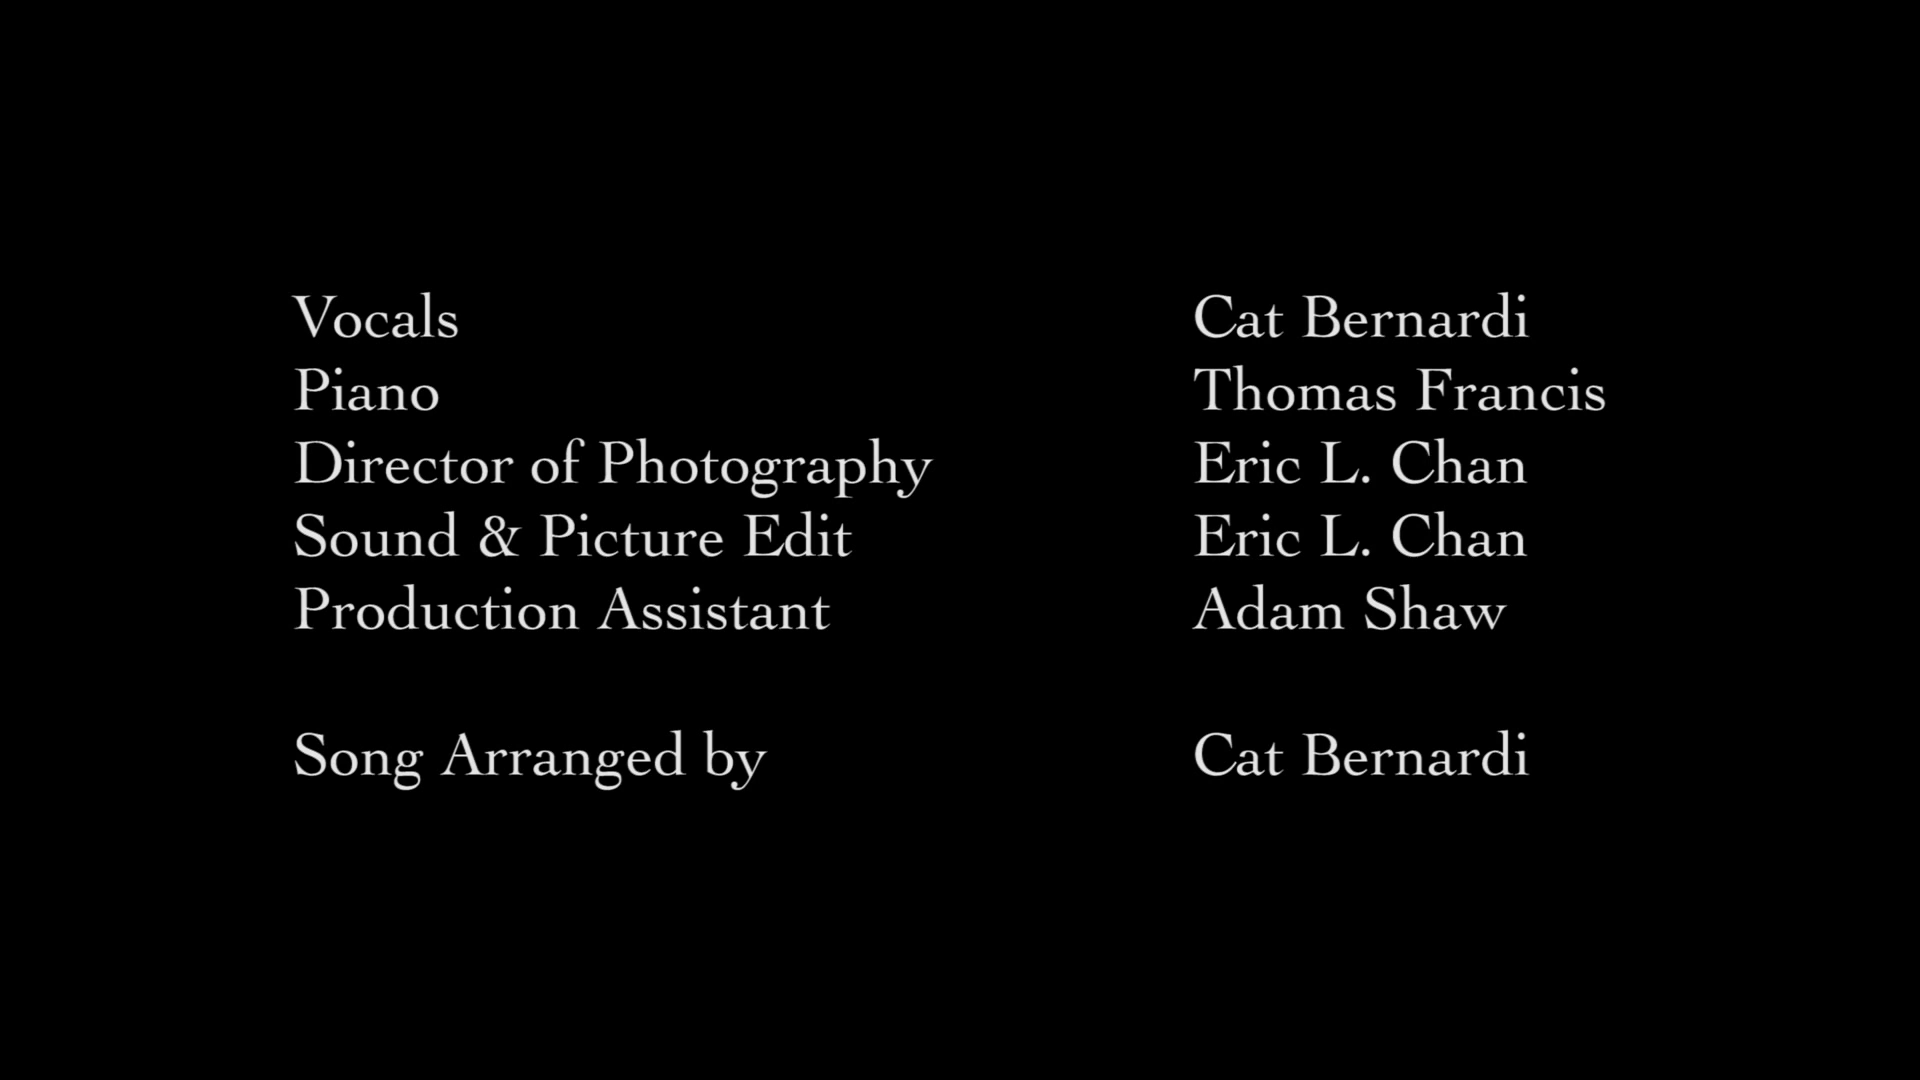 Vocals Cat Bernardi
Piano Thomas Francis
Director of Photography Eric L. Chan
Sound & Picture Edit Eric L. Chan
Production Assistant Adam Shaw
Song Arranged by Cat Bernardi